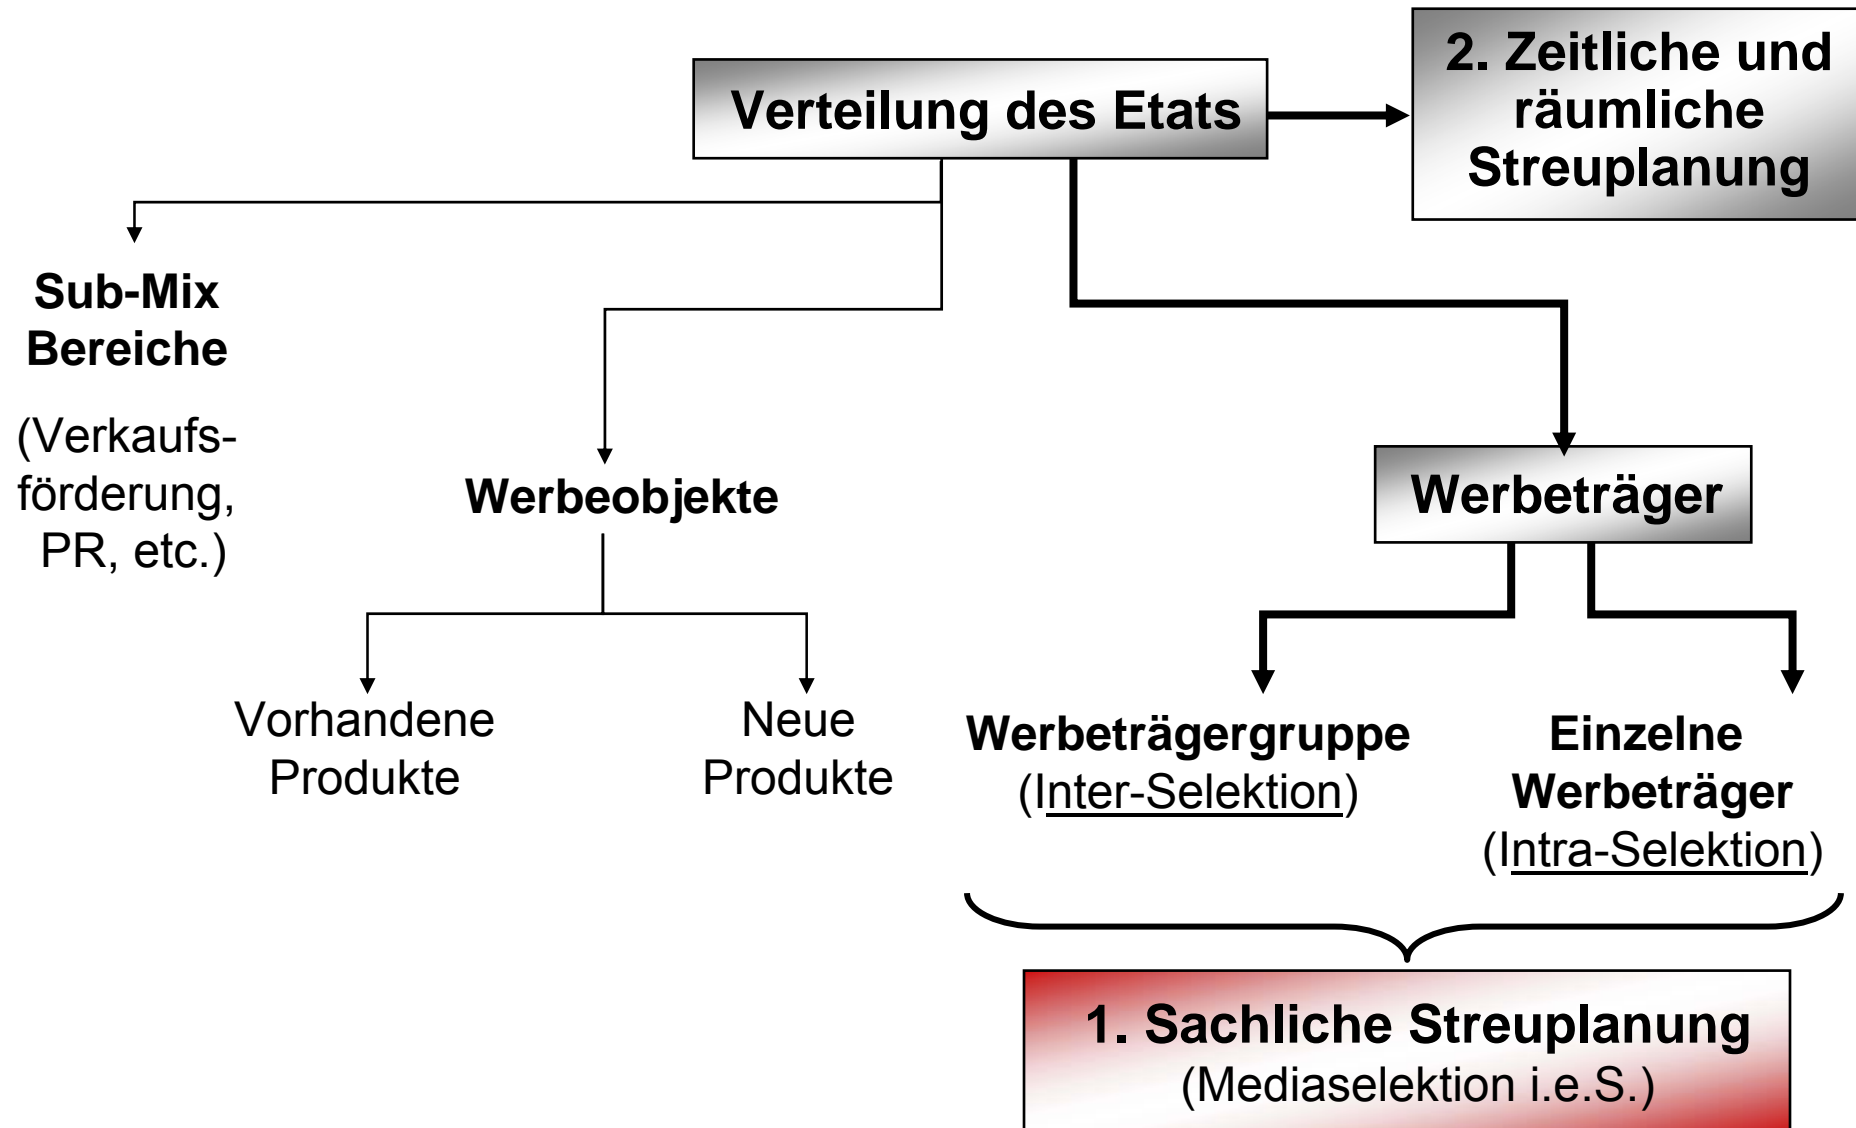 Verteilung des Etats
2. Zeitliche und
räumliche
Streuplanung
Sub-Mix
Bereiche
(Verkaufs-
förderung,
PR, etc.)
Werbeobjekte
Werbeträger
Vorhandene
Produkte
Neue
Produkte
Werbeträgergruppe
(Inter-Selektion)
Einzelne
Werbeträger
(Intra-Selektion)
1. Sachliche Streuplanung
(Mediaselektion i.e.S.)